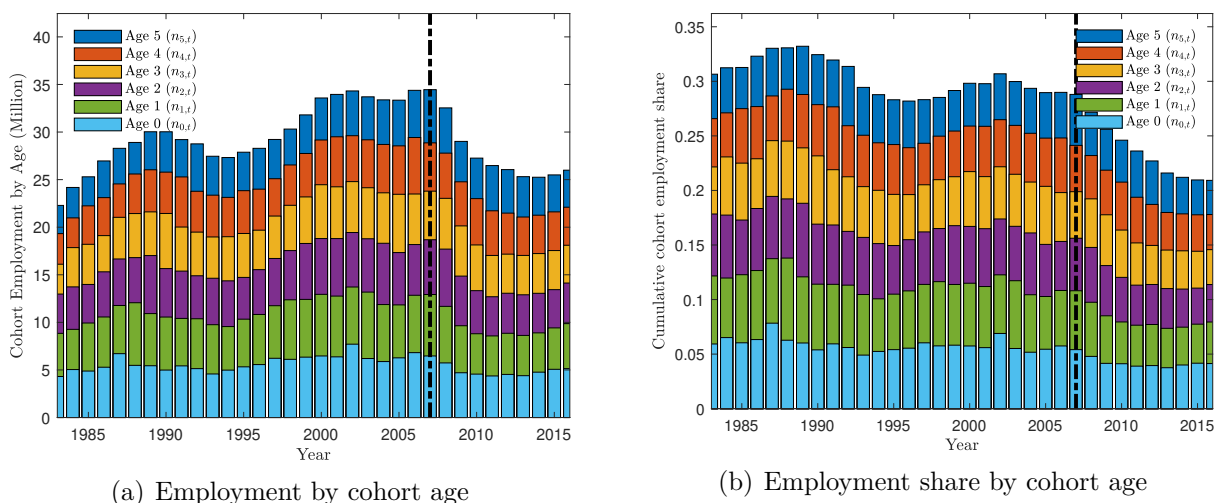 Cohort Employment by Age (Million)
40
35
30
25
20
15
10
5
0
Age 5 (n5,t)
Age 4 (n4,t)
Age 3 (n3,t)
Age 2 (n2,t)
Age 1 (n1,t)
Age 0 (n0,t)
1985 1990 1995 2000 2005 2010 2015
Year
(a) Employment by cohort age
Cumulative cohort employment share
0.35
0.3
0.25
0.2
0.15
0.1
0.05
0
Age 5 (n5,t)
Age 4 (n4,t)
Age 3 (n3,t)
Age 2 (n2,t)
Age 1 (n1,t)
Age 0 (n0,t)
1985 1990 1995 2000 2005 2010 2015
Year
(b) Employment share by cohort age